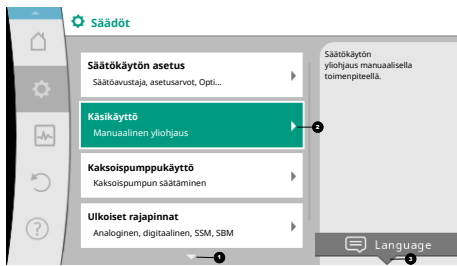 Säädöt
Säätökäytön asetus
Säätöavustaja, asetusarvot, Opti...
Käsikäyttö
Manuaalinen yliohjaus
2
Kaksoispumppukäyttö
Kaksoispumpun säätäminen
Ulkoiset rajapinnat
Analoginen, digitaalinen, SSM, SBM
1
Säätökäytön
yliohjaus manuaalisella
toimenpiteellä.
Language
3